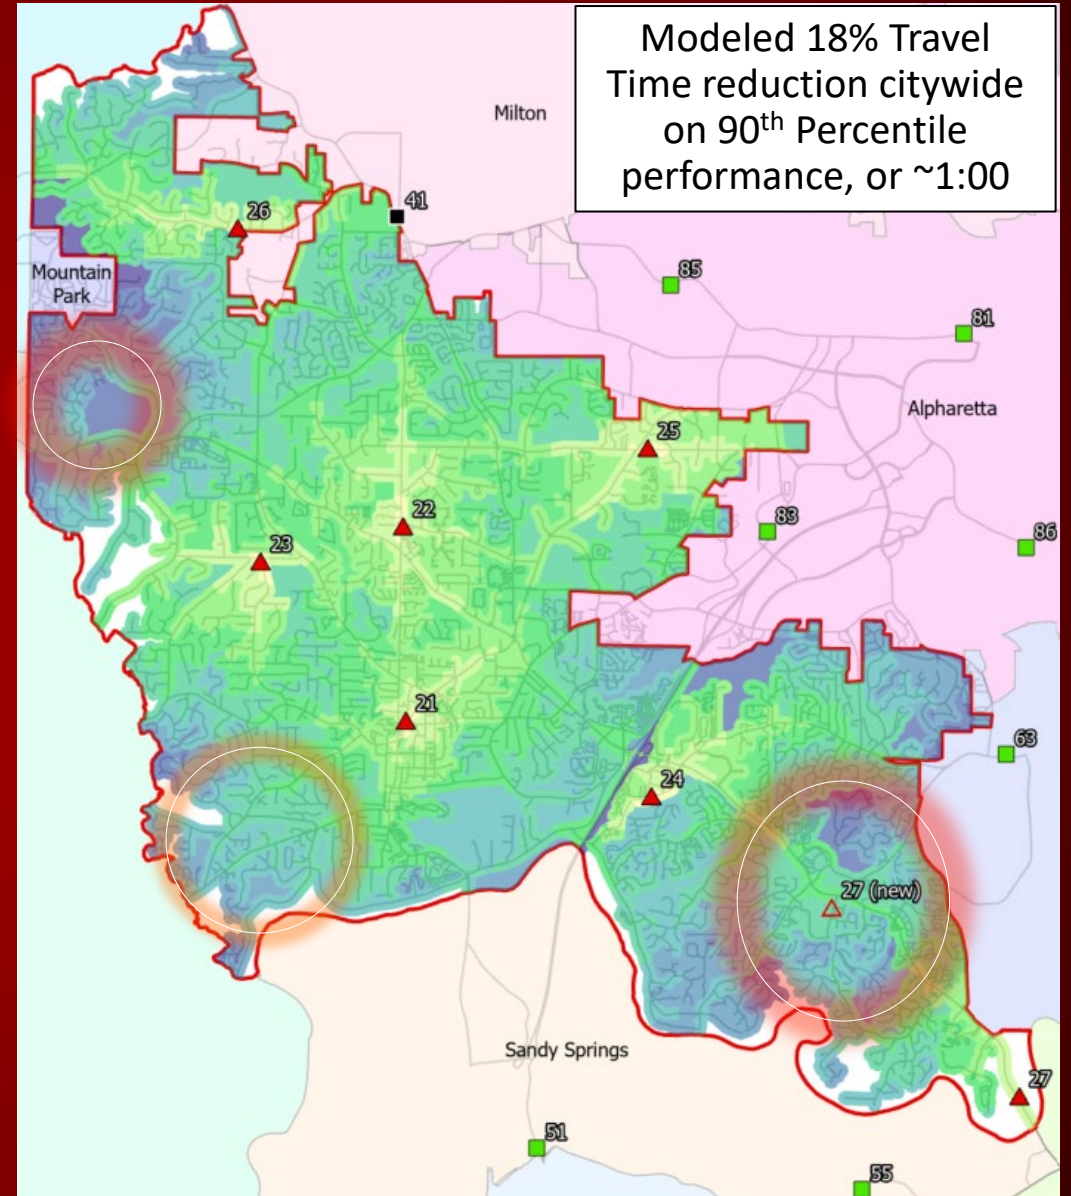 Modeled 18% Travel
Time reduction citywide
on 90th Percentile
performance, or ~1:00
Milton
41
26
85
Mountain
Park
81
Alpharetta
25
22
83
23
86
21
63
24
27 (new)
Sandy Springs
27
51
55